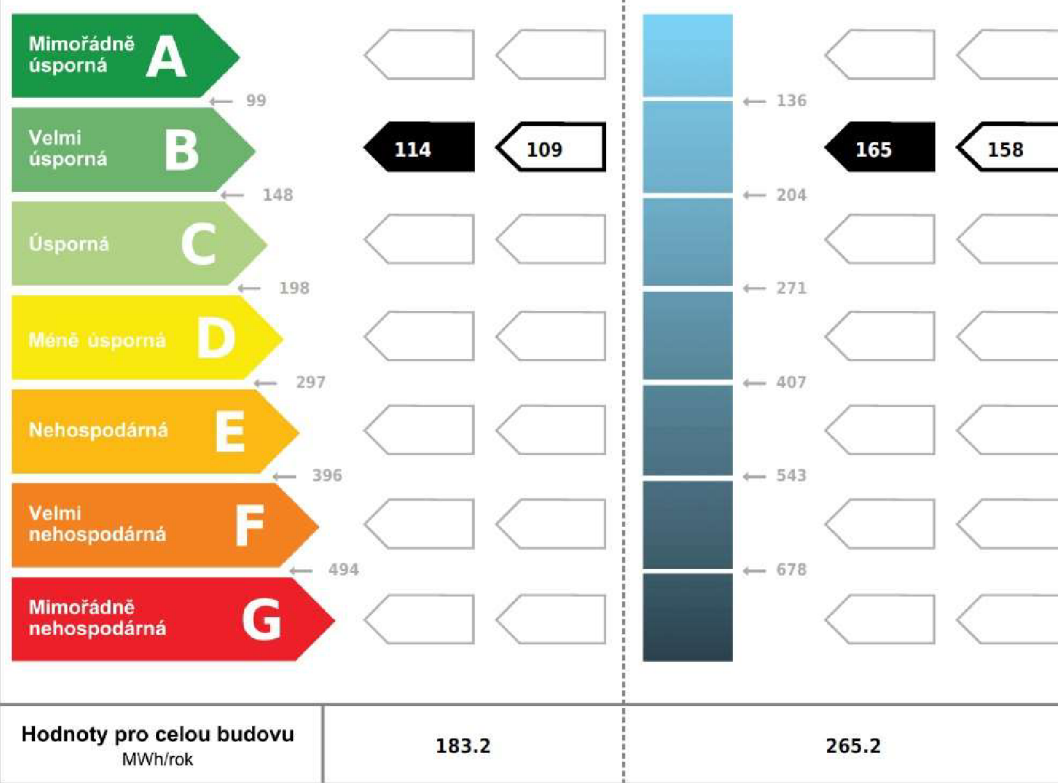 Mimořádně
úsporná A
99
136
Velmi
úsporná B
114
109
165
158
148
204
Úsporná C
198
271
Méně úsporná D
297
407
Nehospodárná E
396
543
Velmi
nehospodárná F
494
678
Mimořádně
nehospodárná G
Hodnoty pro celou budovu
MWh/rok
183.2
265.2